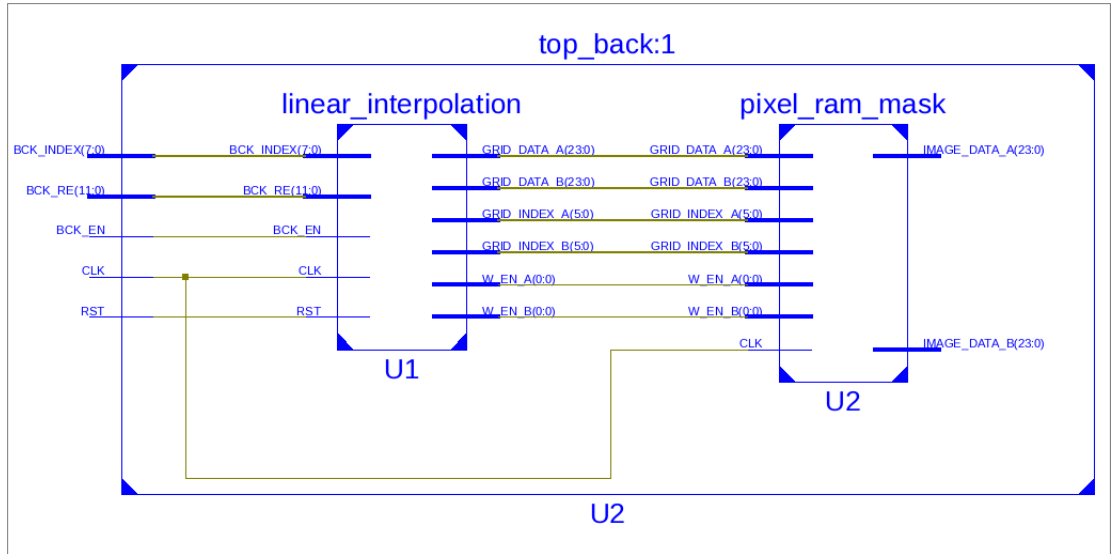 top_back:1
linear_interpolation
pixel_ram_mask
BCK_INDEX(7:0) BCK_INDEX(7:0) GRID_DATA_A(23:0) GRID_DATA_A(23:0) IMAGE_DATA_A(23:0)
GRID_DATA_B(23:0) GRID_DATA_B(23:0)
BCK_RE(11:0) BCK_RE(11:0)
GRID_INDEX_A(5:0) GRID_INDEX_A(5:0)
BCK_EN BCK_EN
GRID_INDEX_B(5:0) GRID_INDEX_B(5:0)
CLK CLK
W_EN_A(0:0) W_EN_A(0:0)
RST RST W_EN_B(0:0) W_EN_B(0:0)
CLK IMAGE_DATA_B(23:0)
U1
U2
U2